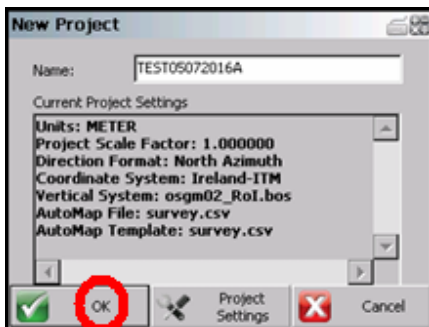 New Project
Name: TEST05072016A
Current Project Settings
Units: METER
Project Scale Factor: 1.000000
Direction Format: North Azimuth
Coordinate System: Ireland-ITM
Vertical System: osgm02_RoI.bos
AutoMap File: survey.csv
AutoMap Template: survey.csv
OK
Project
Settings
Cancel